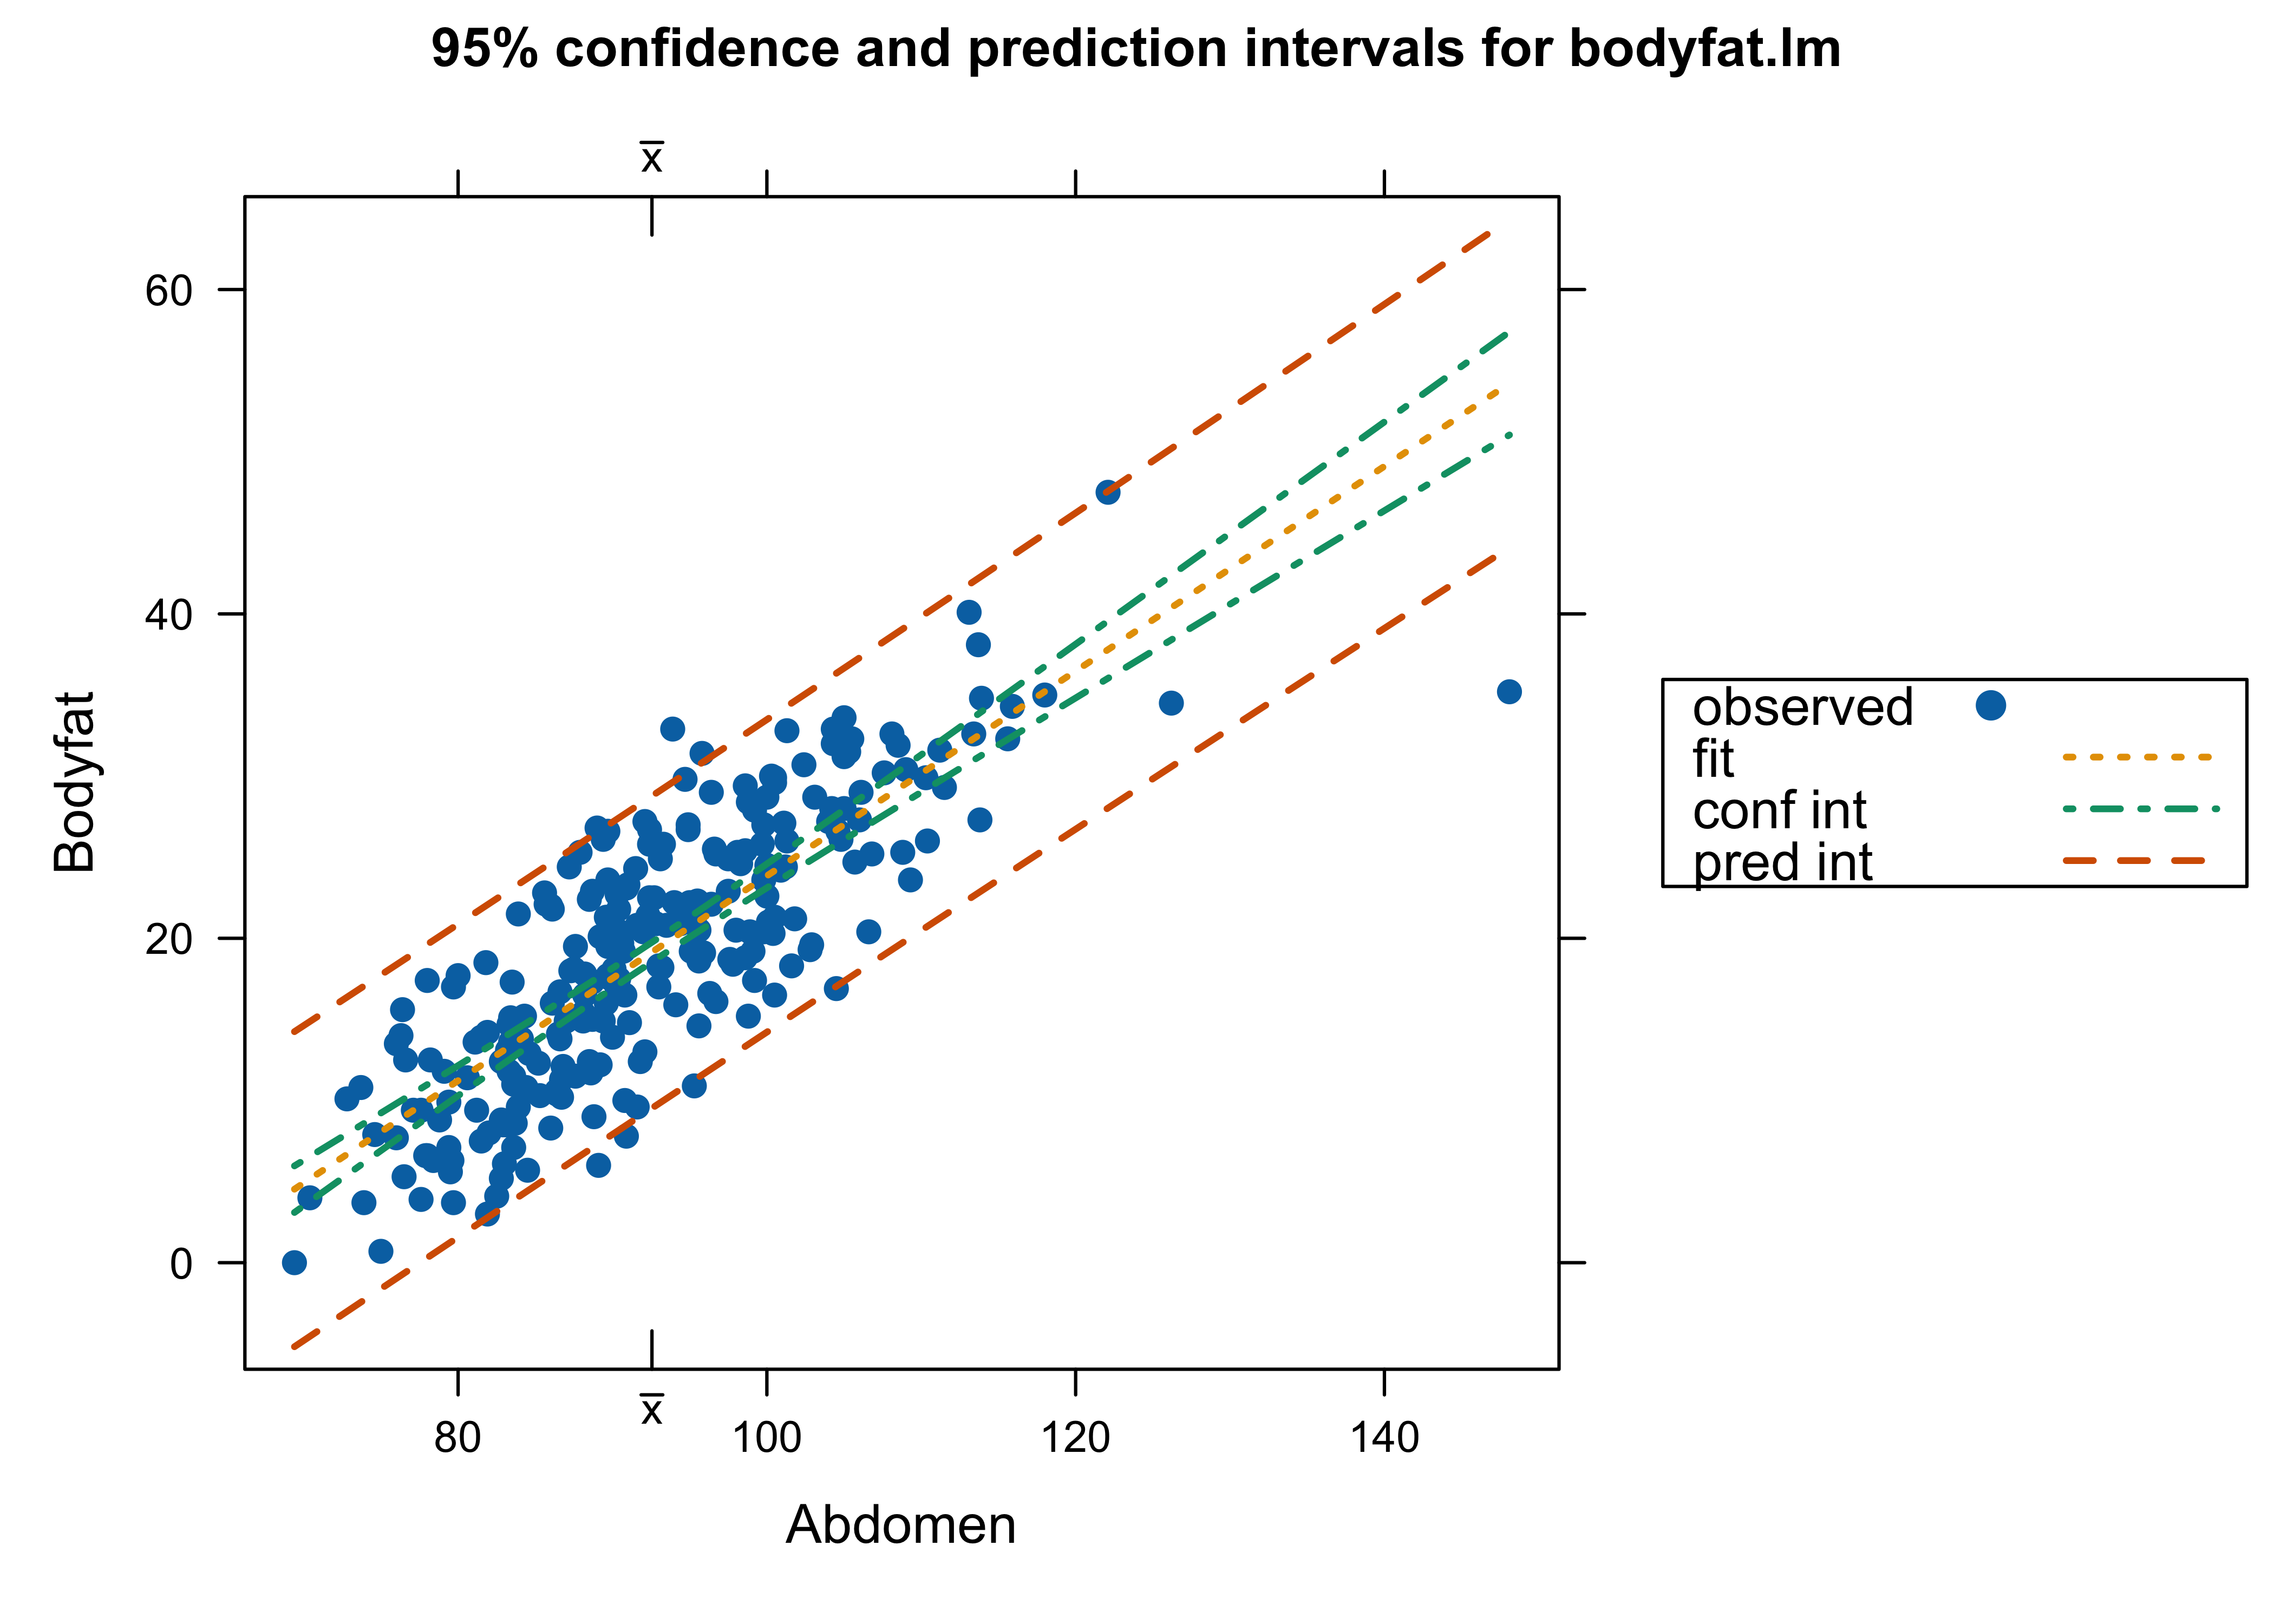 95% confidence and prediction intervals for bodyfat.lm
x̅
60
40
20
0
Bodyfat
x̅
80
100
120
140
Abdomen
observed
fit
conf int
pred int